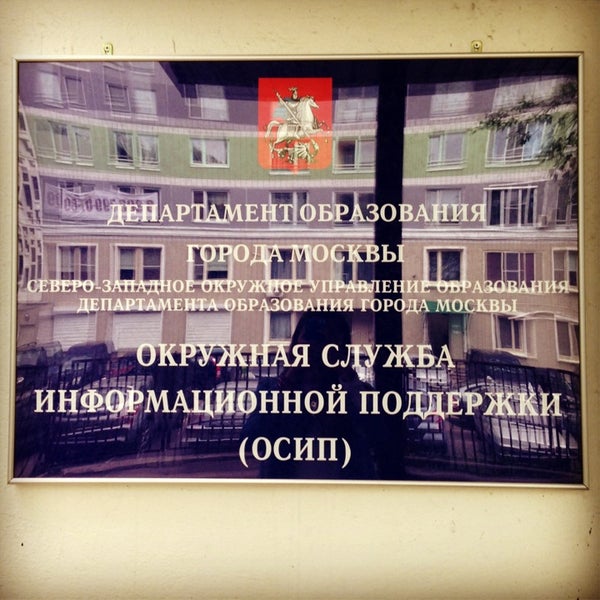 ДЕПАРТАМЕНТ ОБРАЗОВАНИЯ
ГОРОДА МОСКВЫ
СЕВЕРО-ЗАПАДНОЕ ОКРУЖНОЕ УПРАВЛЕНИЕ ОБРАЗОВАНИЯ
ДЕПАРТАМЕНТА ОБРАЗОВАНИЯ ГОРОДА МОСКВЫ
ОКРУЖНАЯ СЛУЖБА
ИНФОРМАЦИОННОЙ ПОДДЕРЖКИ
(ОСИП)